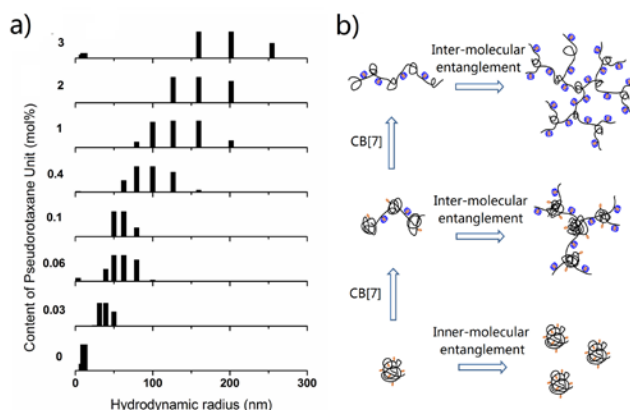 a)
Content of Pseudorotaxane Unit (mol%)
3
2
1
0.4
0.1
0.06
0.03
0
0 100 200 300
Hydrodynamic radius (nm)
b)
Inter-molecular
entanglement
CB[7]
Inter-molecular
entanglement
CB[7]
Inner-molecular
entanglement